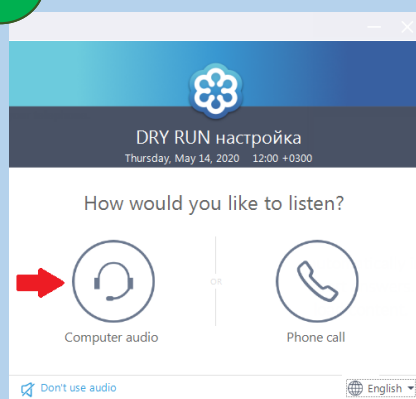 DRY RUN настройка
Thursday, May 14, 2020 12:00 +0300
How would you like to listen?
OR
Computer audio
Phone call
Don't use audio
English